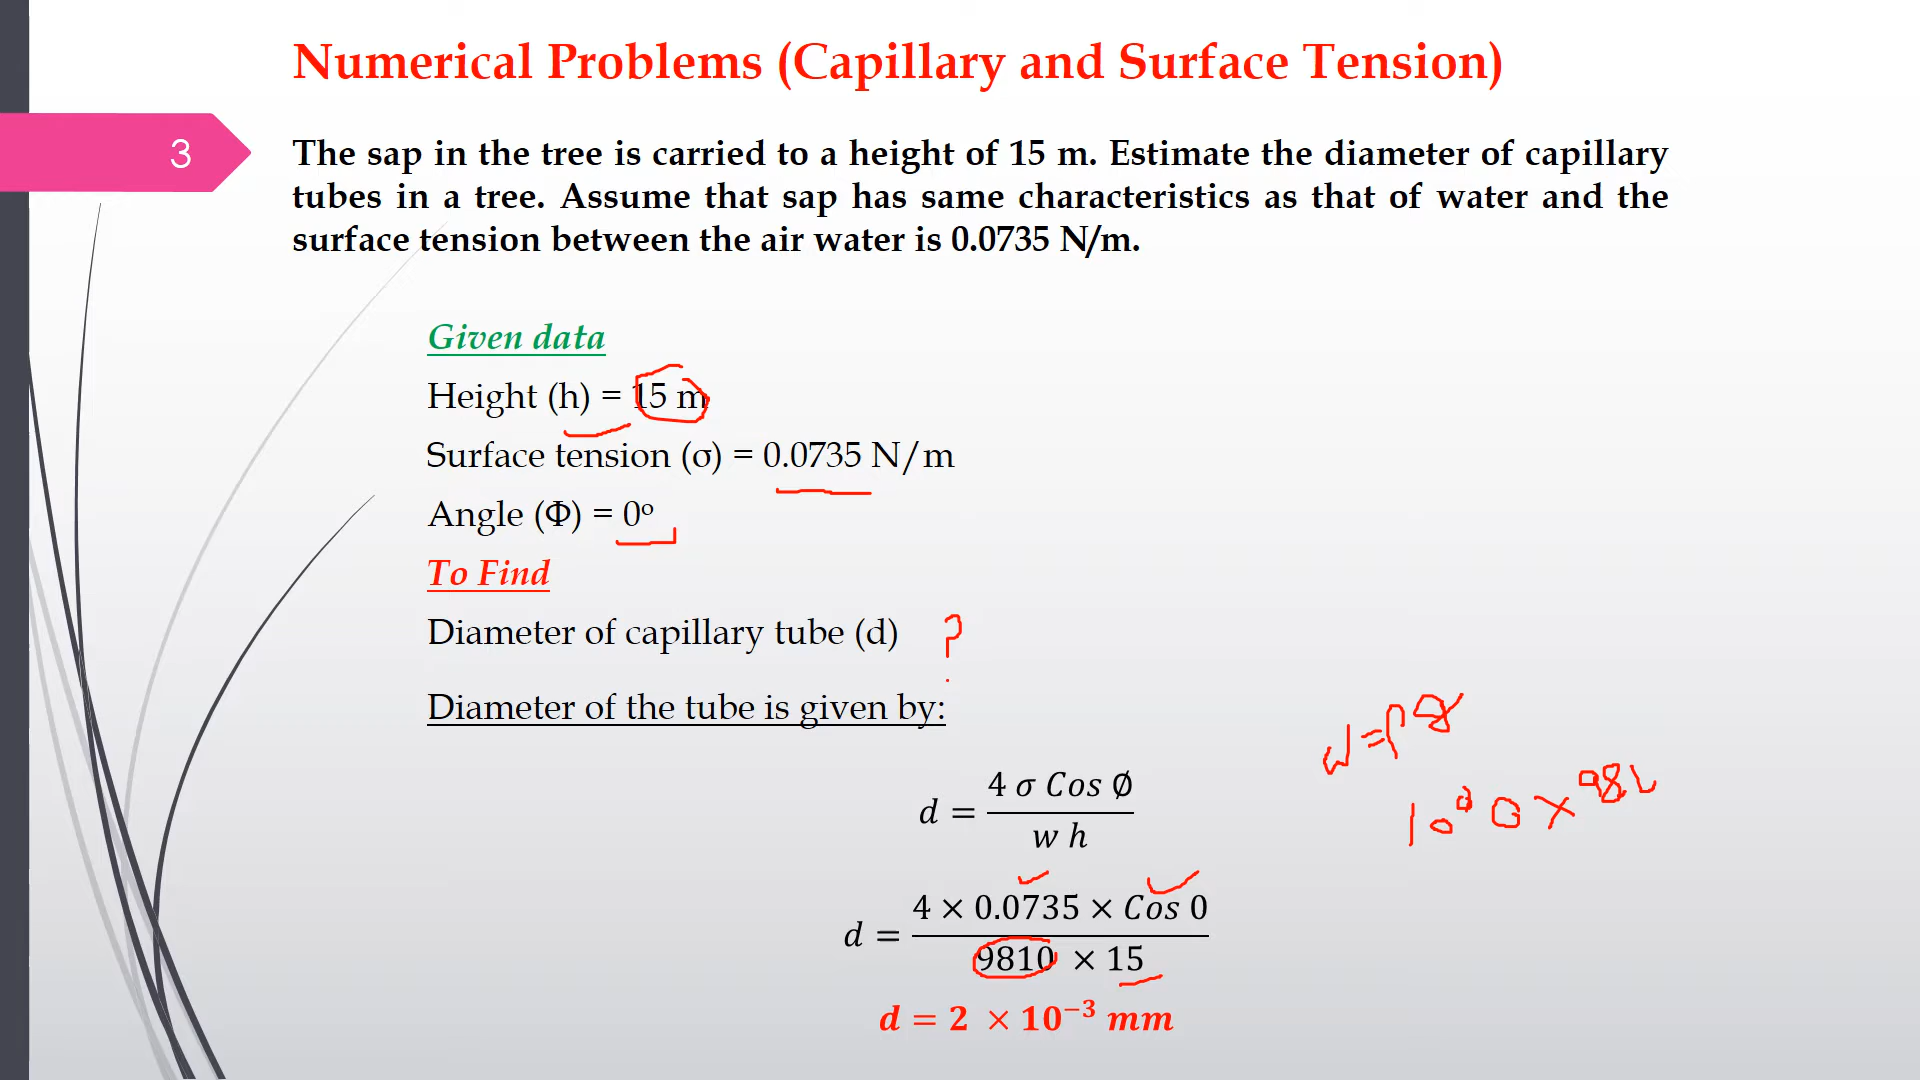 Numerical Problems (Capillary and Surface Tension)
3
The sap in the tree is carried to a height of 15 m. Estimate the diameter of capillary
tubes in a tree. Assume that sap has same characteristics as that of water and the
surface tension between the air water is 0.0735 N/m.
Given data
Height (h) = 15 m
Surface tension (σ) = 0.0735 N/m
Angle (Φ) = 0º
To Find
Diameter of capillary tube (d) ?
Diameter of the tube is given by:
d = 4 σ Cos ∅ / w h
d = 4 × 0.0735 × Cos 0 / 9810 × 15
d = 2 × 10⁻³ mm
w = ρ g
1000 ×